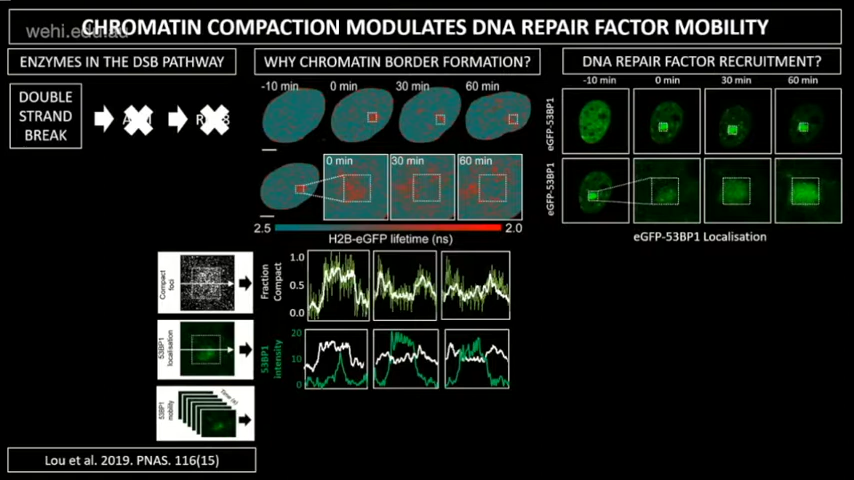 CHROMATIN COMPACTION MODULATES DNA REPAIR FACTOR MOBILITY
wehi.edu.au
ENZYMES IN THE DSB PATHWAY
WHY CHROMATIN BORDER FORMATION?
DNA REPAIR FACTOR RECRUITMENT?
DOUBLE
STRAND
BREAK
-10 min 0 min 30 min 60 min
0 min 30 min 60 min
2.5 2.0
H2B-eGFP lifetime (ns)
-10 min 0 min 30 min 60 min
eGFP-53BP1
eGFP-53BP1
eGFP-53BP1 Localisation
Compact
foci
Fraction
Compact
1.0
0.5
0.0
53BP1
localisation
53BP1
intensity
20
10
0
53BP1
mobility
Time (s)
Lou et al. 2019. PNAS. 116(15)